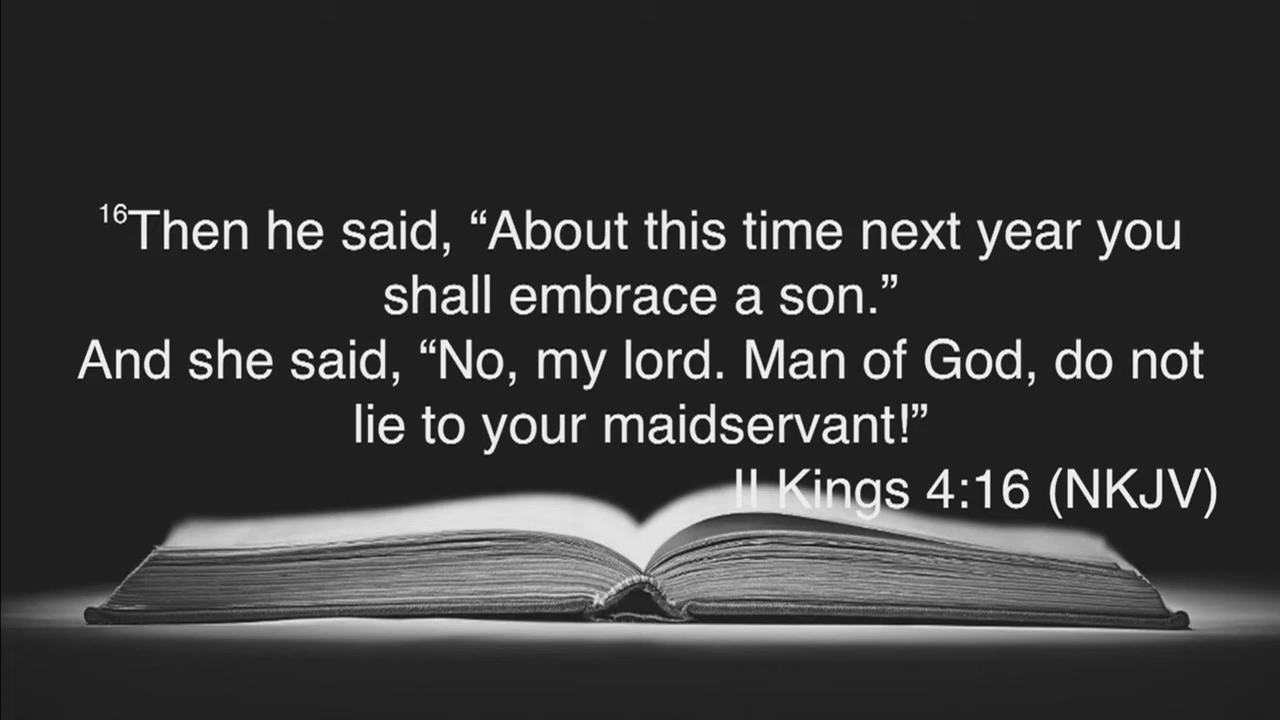 16Then he said, “About this time next year you
shall embrace a son.”
And she said, “No, my lord. Man of God, do not
lie to your maidservant!”
II Kings 4:16 (NKJV)